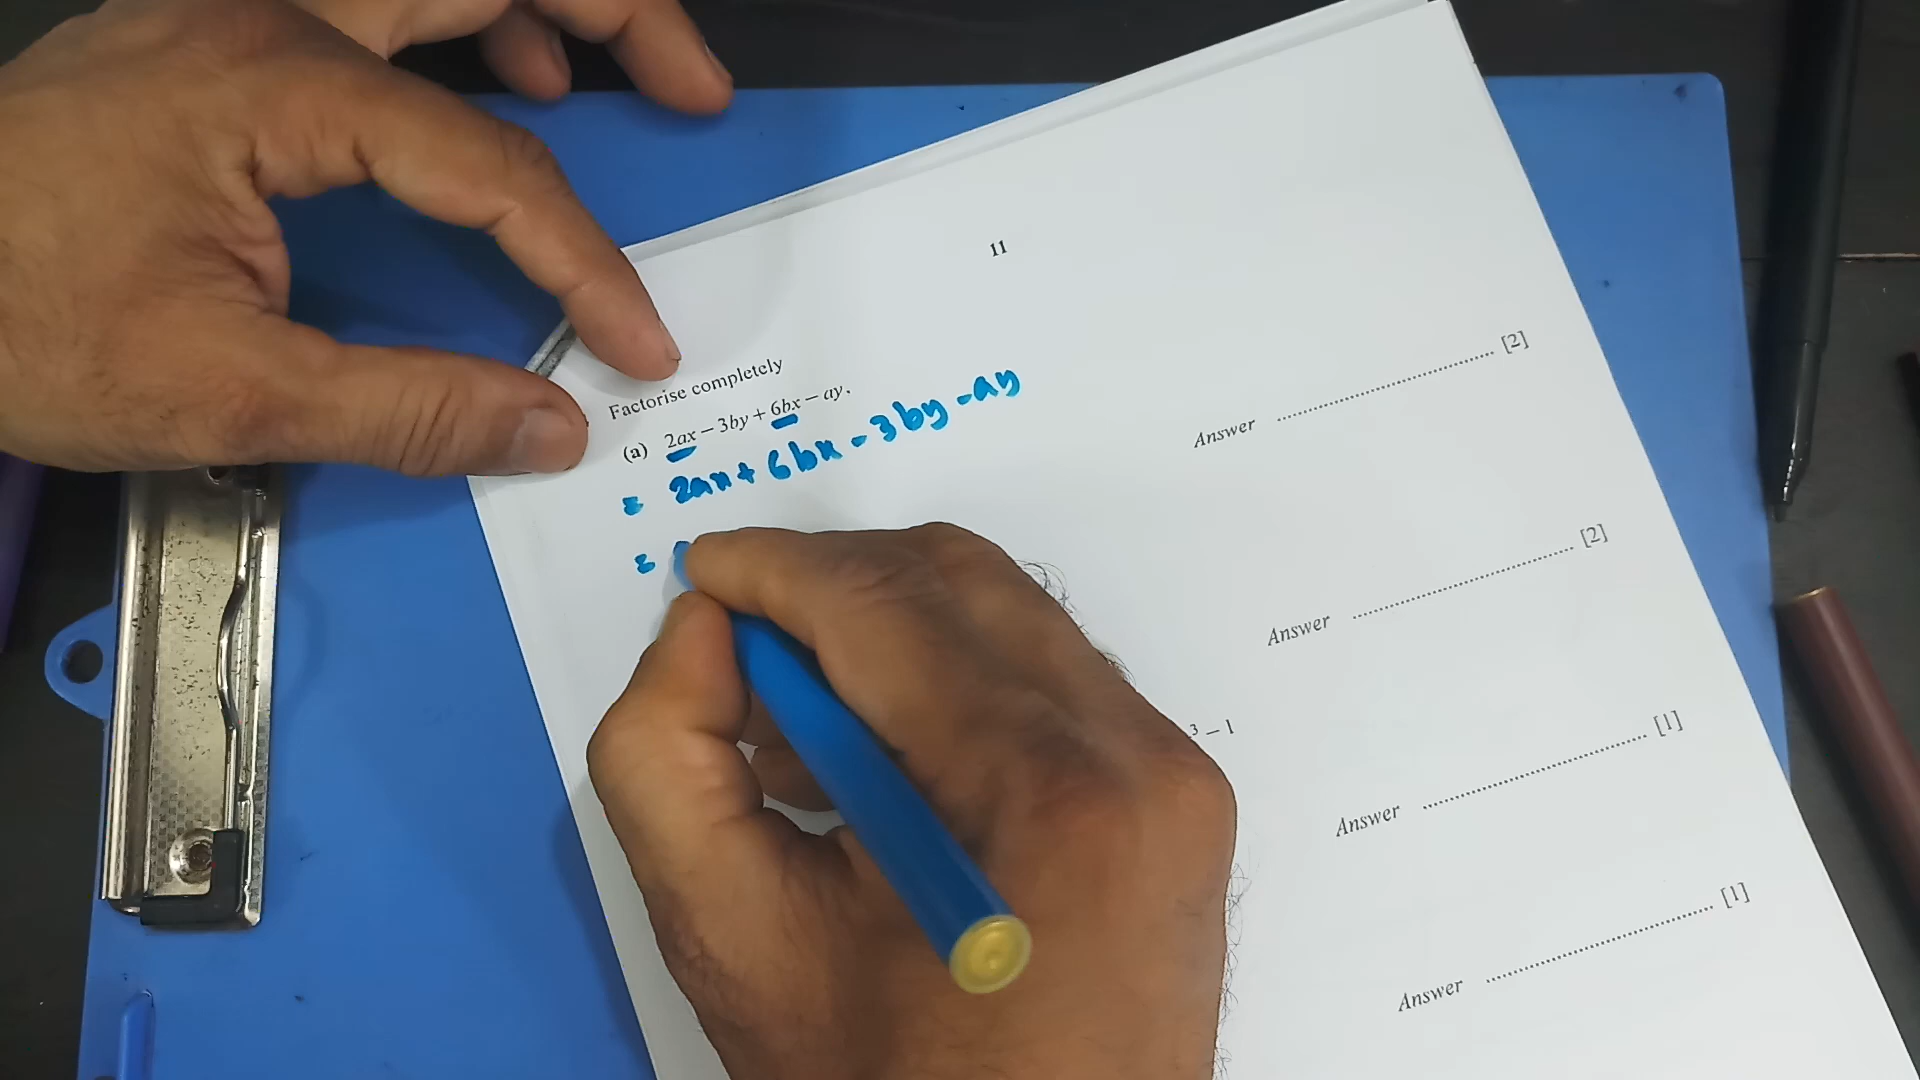 11
Factorise completely
(a) 2ax − 3by + 6bx − ay.
= 2ax + 6bx - 3by - ay
Answer ........................ [2]
=
Answer ........................ [2]
³ − 1
Answer ........................ [1]
Answer ........................ [1]